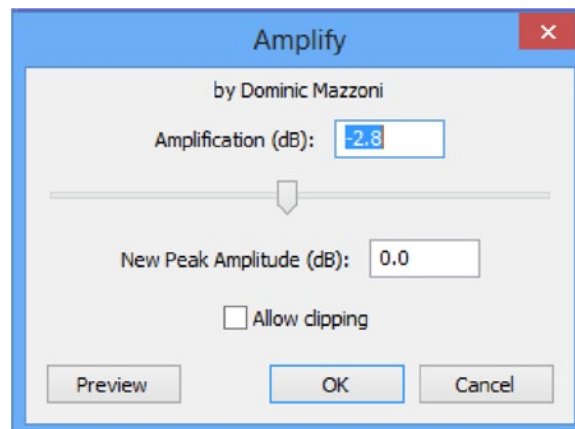 Amplify
by Dominic Mazzoni
Amplification (dB): -2.8
New Peak Amplitude (dB): 0.0
Allow clipping
Preview OK Cancel